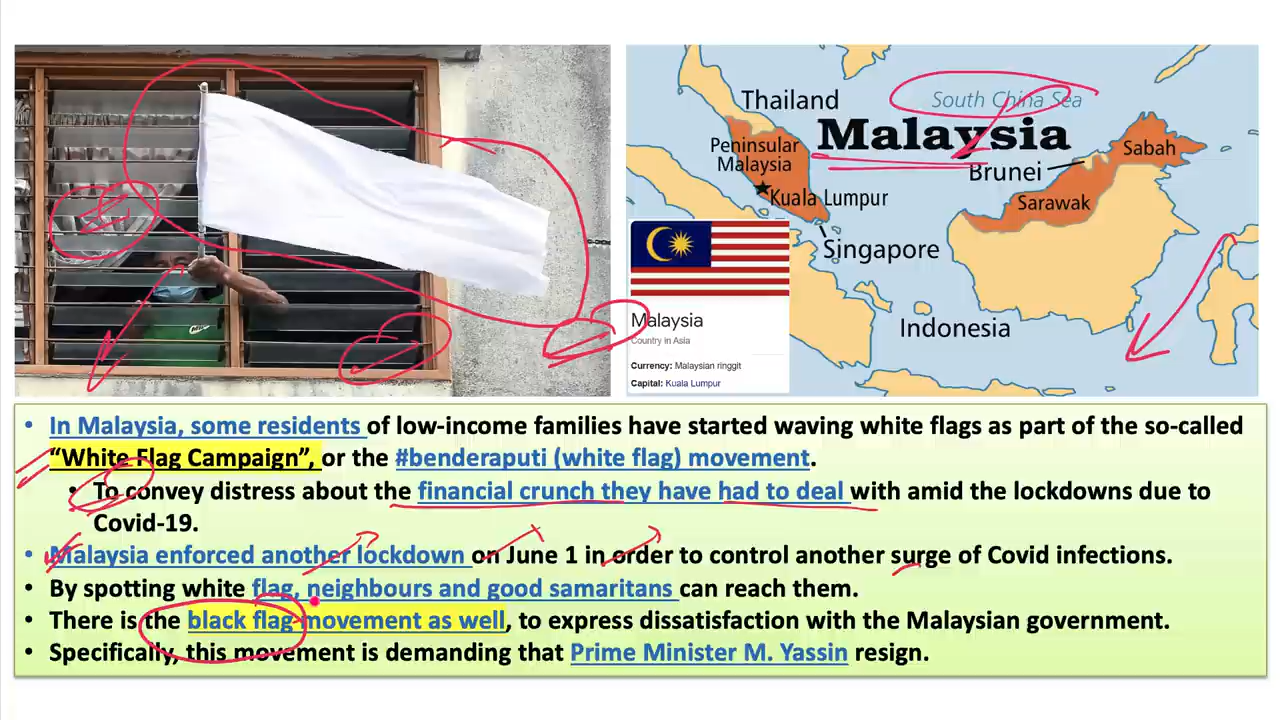 Thailand
South China Sea
Malaysia
Peninsular
Malaysia
Kuala Lumpur
Brunei
Sabah
Sarawak
Singapore
Indonesia
Malaysia
Country in Asia
Currency: Malaysian ringgit
Capital: Kuala Lumpur
• In Malaysia, some residents of low-income families have started waving white flags as part of the so-called
“White Flag Campaign”, or the #benderaputi (white flag) movement.
• To convey distress about the financial crunch they have had to deal with amid the lockdowns due to
Covid-19.
• Malaysia enforced another lockdown on June 1 in order to control another surge of Covid infections.
• By spotting white flag, neighbours and good samaritans can reach them.
• There is the black flag movement as well, to express dissatisfaction with the Malaysian government.
• Specifically, this movement is demanding that Prime Minister M. Yassin resign.